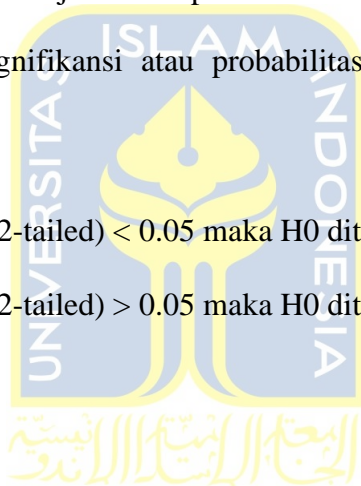 gnifikansi atau probabilitas
2-tailed) < 0.05 maka H0 dit
2-tailed) > 0.05 maka H0 dit
ISLAM
UNIVERSITAS
INDONESIA